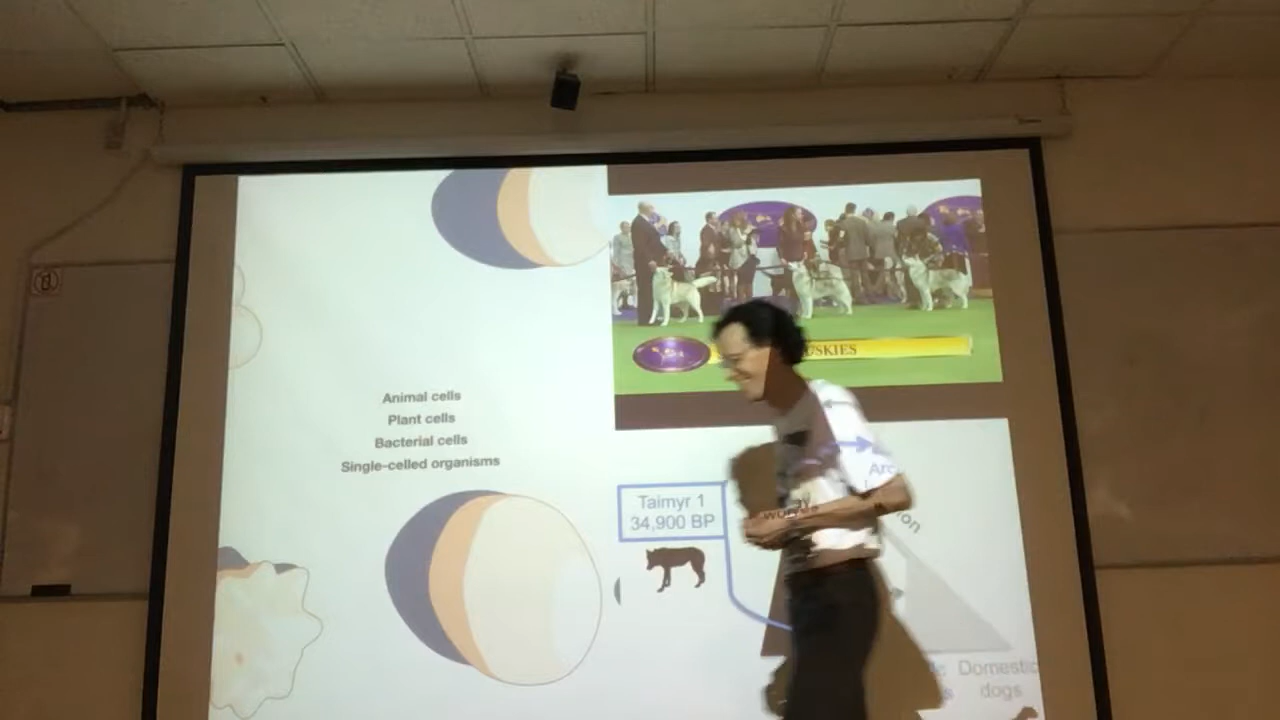 Animal cells
Plant cells
Bacterial cells
Single-celled organisms
USKIES
Taimyr 1
34,900 BP
Domestic
dogs